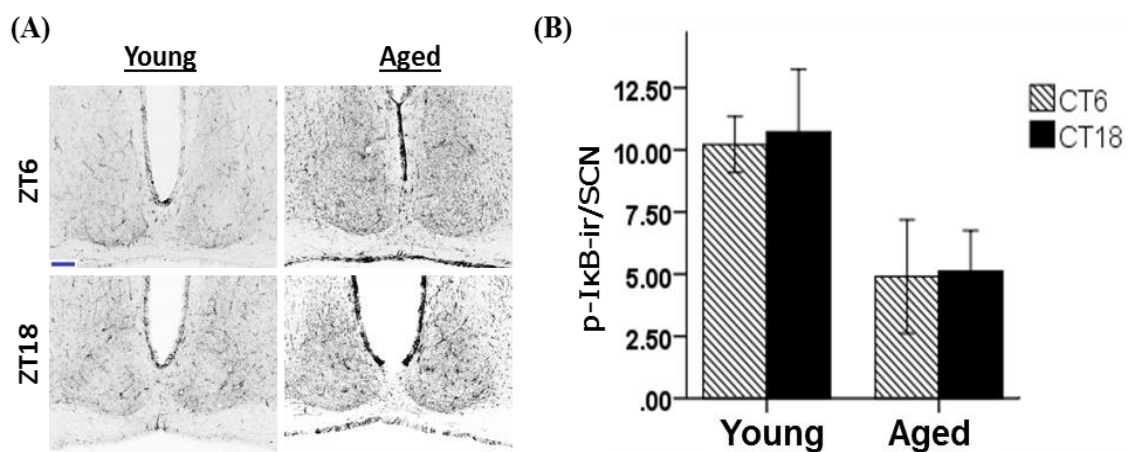 (A)
Young Aged
ZT6
ZT18
(B)
p-IκB-ir/SCN
12.50
10.00
7.50
5.00
2.50
.00
Young Aged
CT6
CT18